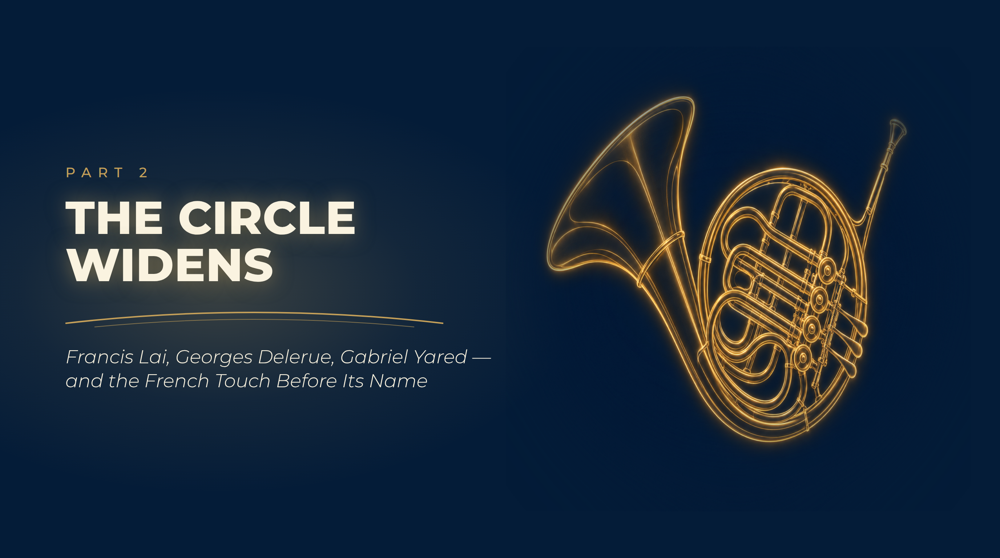 PART 2
THE CIRCLE
WIDENS
Francis Lai, Georges Delerue, Gabriel Yared —
and the French Touch Before Its Name